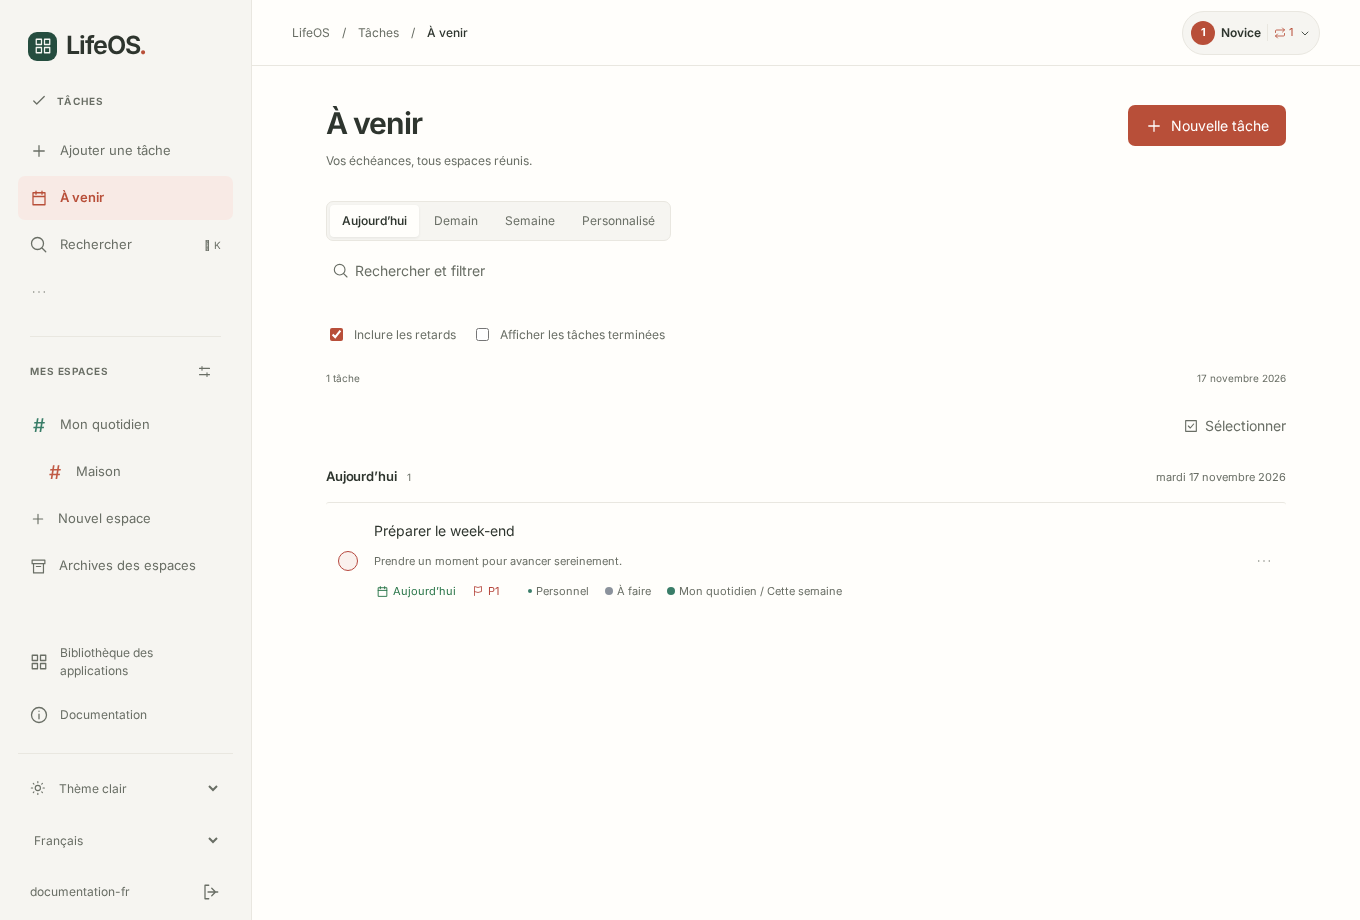 LifeOS.
TÂCHES
Ajouter une tâche
À venir
Rechercher K
...
MES ESPACES
# Mon quotidien
# Maison
Nouvel espace
Archives des espaces
Bibliothèque des
applications
Documentation
Thème clair
Français
documentation-fr
LifeOS / Tâches / À venir
1 Novice 1
À venir
Nouvelle tâche
Vos échéances, tous espaces réunis.
Aujourd’hui Demain Semaine Personnalisé
Rechercher et filtrer
Inclure les retards Afficher les tâches terminées
1 tâche 17 novembre 2026
Sélectionner
Aujourd’hui 1 mardi 17 novembre 2026
Préparer le week-end
Prendre un moment pour avancer sereinement.
...
Aujourd’hui P1 • Personnel À faire Mon quotidien / Cette semaine